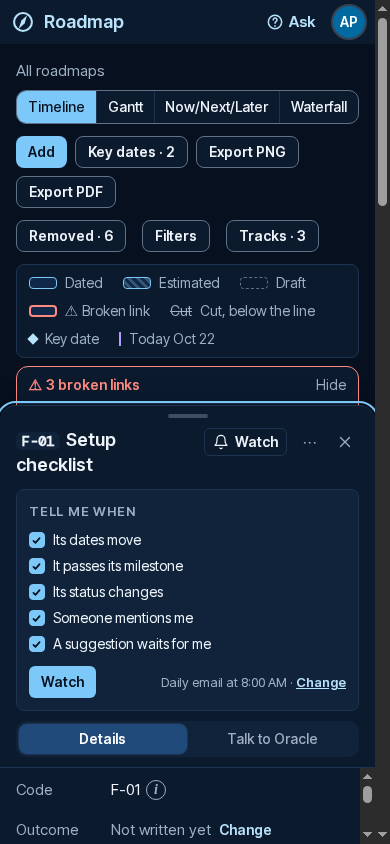 Roadmap
Ask
AP
All roadmaps
Timeline Gantt Now/Next/Later Waterfall
Add Key dates · 2 Export PNG
Export PDF
Removed · 6 Filters Tracks · 3
Dated Estimated Draft
⚠ Broken link Cut Cut, below the line
Key date Today Oct 22
⚠ 3 broken links Hide
F-01 Setup checklist
Watch ...
TELL ME WHEN
Its dates move
It passes its milestone
Its status changes
Someone mentions me
A suggestion waits for me
Watch Daily email at 8:00 AM · Change
Details Talk to Oracle
Code F-01 i
Outcome Not written yet Change